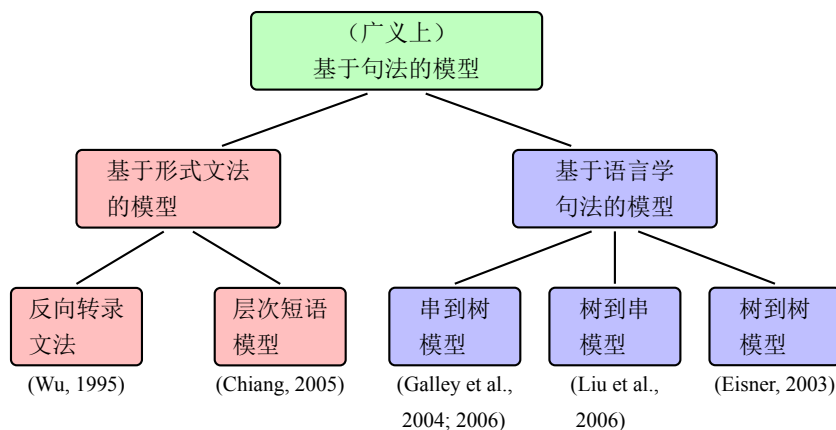 （广义上）
基于句法的模型
基于形式文法
的模型
基于语言学
句法的模型
反向转录
文法
层次短语
模型
串到树
模型
树到串
模型
树到树
模型
(Wu, 1995)
(Chiang, 2005)
(Galley et al.,
2004; 2006)
(Liu et al.,
2006)
(Eisner, 2003)